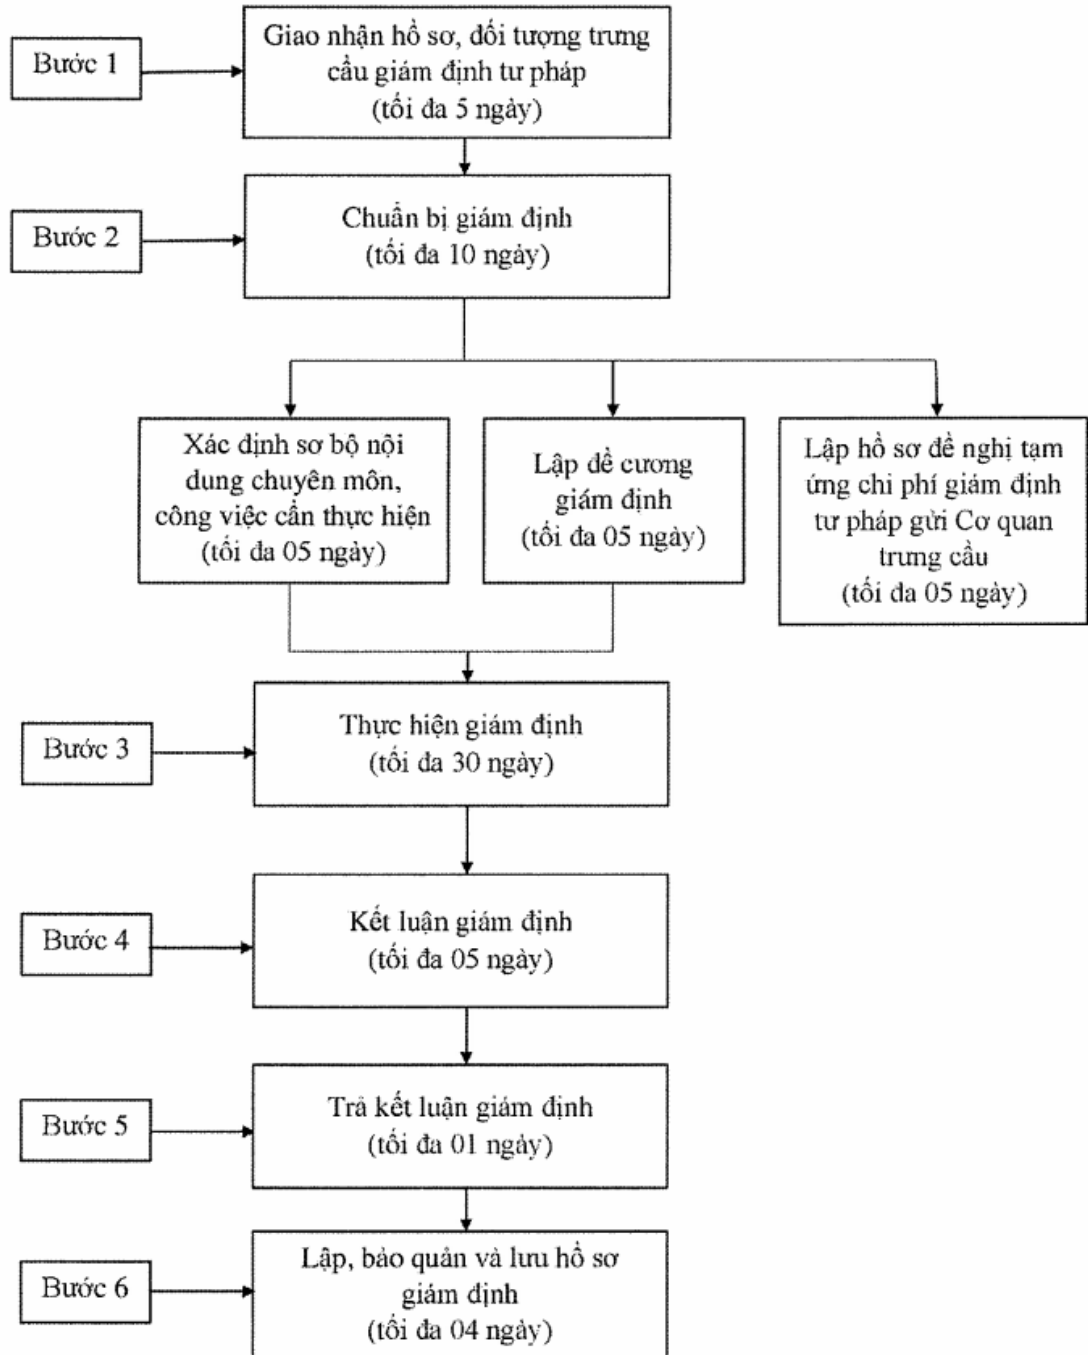 Bước 1
Giao nhận hồ sơ, đối tượng trưng
cầu giám định tư pháp
(tối đa 5 ngày)
Bước 2
Chuẩn bị giám định
(tối đa 10 ngày)
Xác định sơ bộ nội
dung chuyên môn,
công việc cần thực hiện
(tối đa 05 ngày)
Lập đề cương
giám định
(tối đa 05 ngày)
Lập hồ sơ đề nghị tạm
ứng chi phí giám định
tư pháp gửi Cơ quan
trưng cầu
(tối đa 05 ngày)
Bước 3
Thực hiện giám định
(tối đa 30 ngày)
Bước 4
Kết luận giám định
(tối đa 05 ngày)
Bước 5
Trả kết luận giám định
(tối đa 01 ngày)
Bước 6
Lập, bảo quản và lưu hồ sơ
giám định
(tối đa 04 ngày)